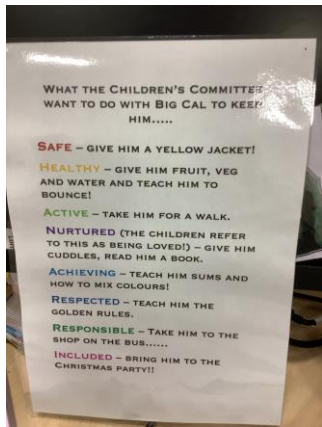 WHAT THE CHILDREN'S COMMITTEE
WANT TO DO WITH BIG CAL TO KEEP
HIM.....
SAFE – GIVE HIM A YELLOW JACKET!
HEALTHY – GIVE HIM FRUIT, VEG
AND WATER AND TEACH HIM TO
BOUNCE!
ACTIVE – TAKE HIM FOR A WALK.
NURTURED (THE CHILDREN REFER
TO THIS AS BEING LOVED!) – GIVE HIM
CUDDLES, READ HIM A BOOK.
ACHIEVING – TEACH HIM SUMS AND
HOW TO MIX COLOURS!
RESPECTED – TEACH HIM THE
GOLDEN RULES.
RESPONSIBLE – TAKE HIM TO THE
SHOP ON THE BUS......
INCLUDED – BRING HIM TO THE
CHRISTMAS PARTY!!